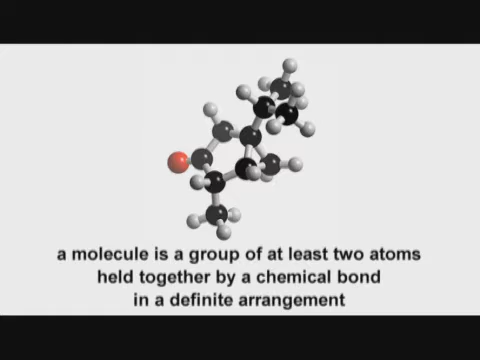 a molecule is a group of at least two atoms
held together by a chemical bond
in a definite arrangement